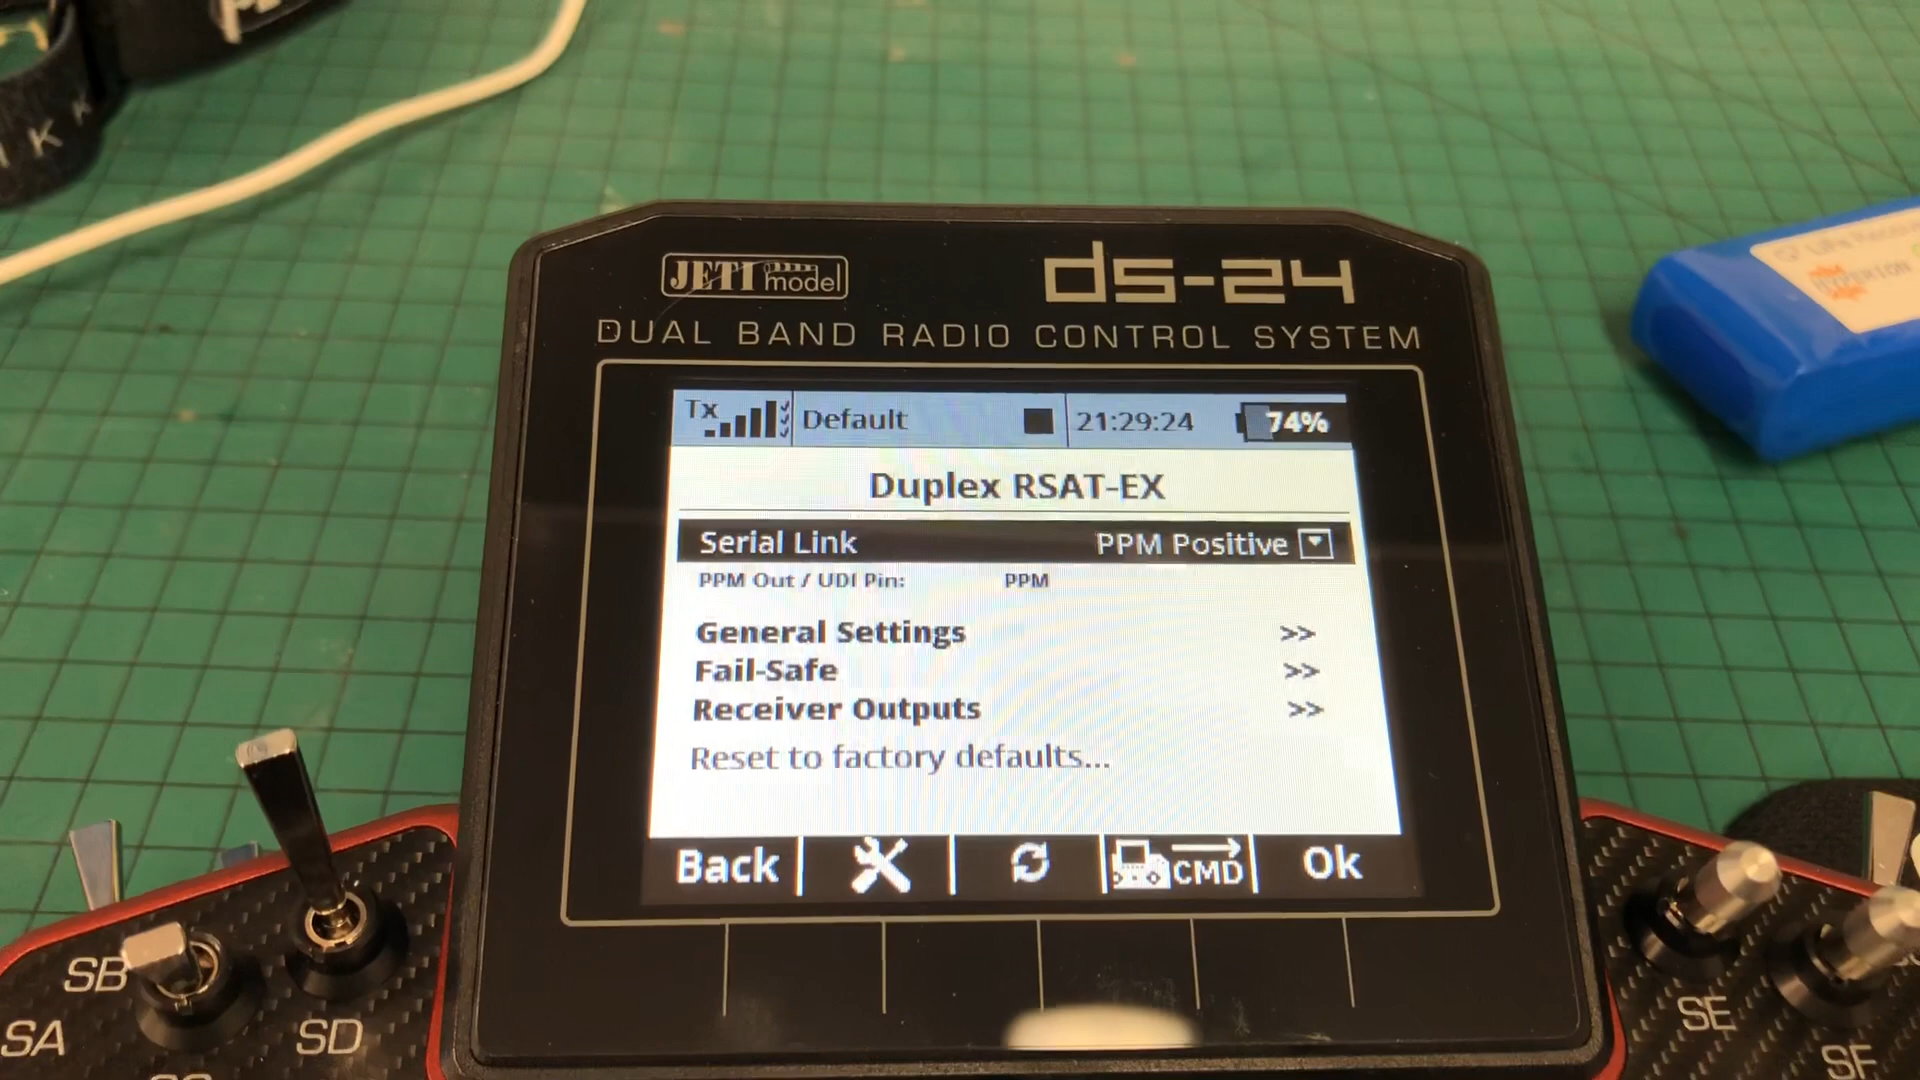 JETI model
ds-24
DUAL BAND RADIO CONTROL SYSTEM
Tx Default 21:29:24 74%
Duplex RSAT-EX
Serial Link PPM Positive
PPM Out / UDI Pin: PPM
General Settings >>
Fail-Safe >>
Receiver Outputs >>
Reset to factory defaults...
Back CMD Ok
HYPERION
SB
SA
SD
SE
SF